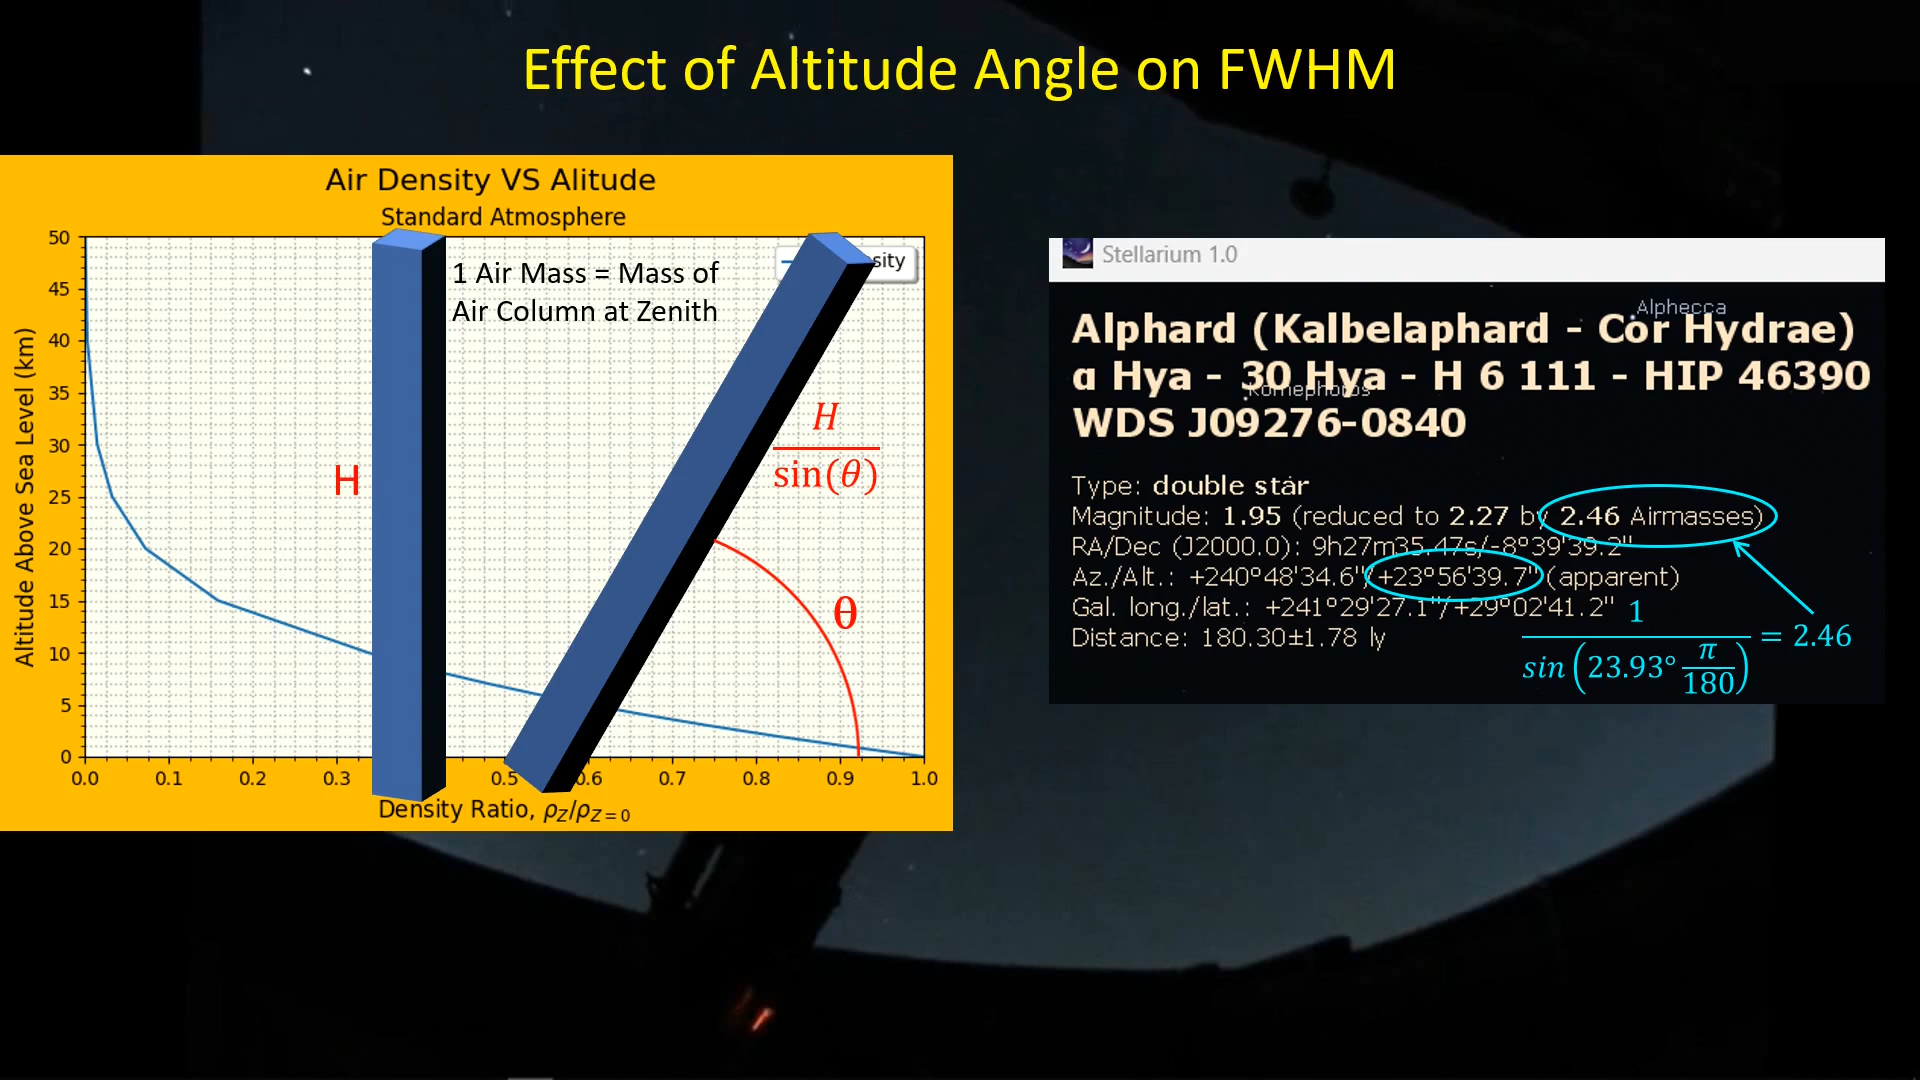 Effect of Altitude Angle on FWHM
Air Density VS Alitude
Standard Atmosphere
1 Air Mass = Mass of
Air Column at Zenith
sity
50
45
40
35
30
25
20
15
10
5
0
Altitude Above Sea Level (km)
H
H
sin(θ)
θ
0.0 0.1 0.2 0.3 0.5 0.6 0.7 0.8 0.9 1.0
Density Ratio, ρZ/ρZ=0
Stellarium 1.0
Alphecca
Alphard (Kalbelaphard - Cor Hydrae)
α Hya - 30 Hya - H 6 111 - HIP 46390
Kornephoros
WDS J09276-0840
Type: double star
Magnitude: 1.95 (reduced to 2.27 by 2.46 Airmasses)
RA/Dec (J2000.0): 9h27m35.47s/-8°39'39.2"
Az./Alt.: +240°48'34.6"/+23°56'39.7" (apparent)
Gal. long./lat.: +241°29'27.1"/+29°02'41.2"
Distance: 180.30±1.78 ly
1
sin(23.93° π/180) = 2.46